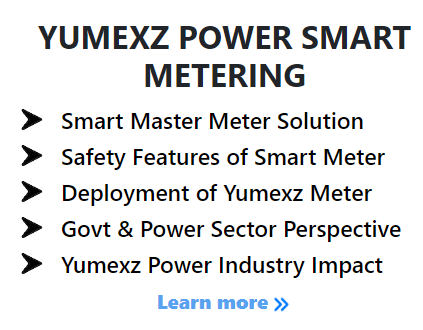 YUMEXZ POWER SMART
METERING
Smart Master Meter Solution
Safety Features of Smart Meter
Deployment of Yumexz Meter
Govt & Power Sector Perspective
Yumexz Power Industry Impact
Learn more »